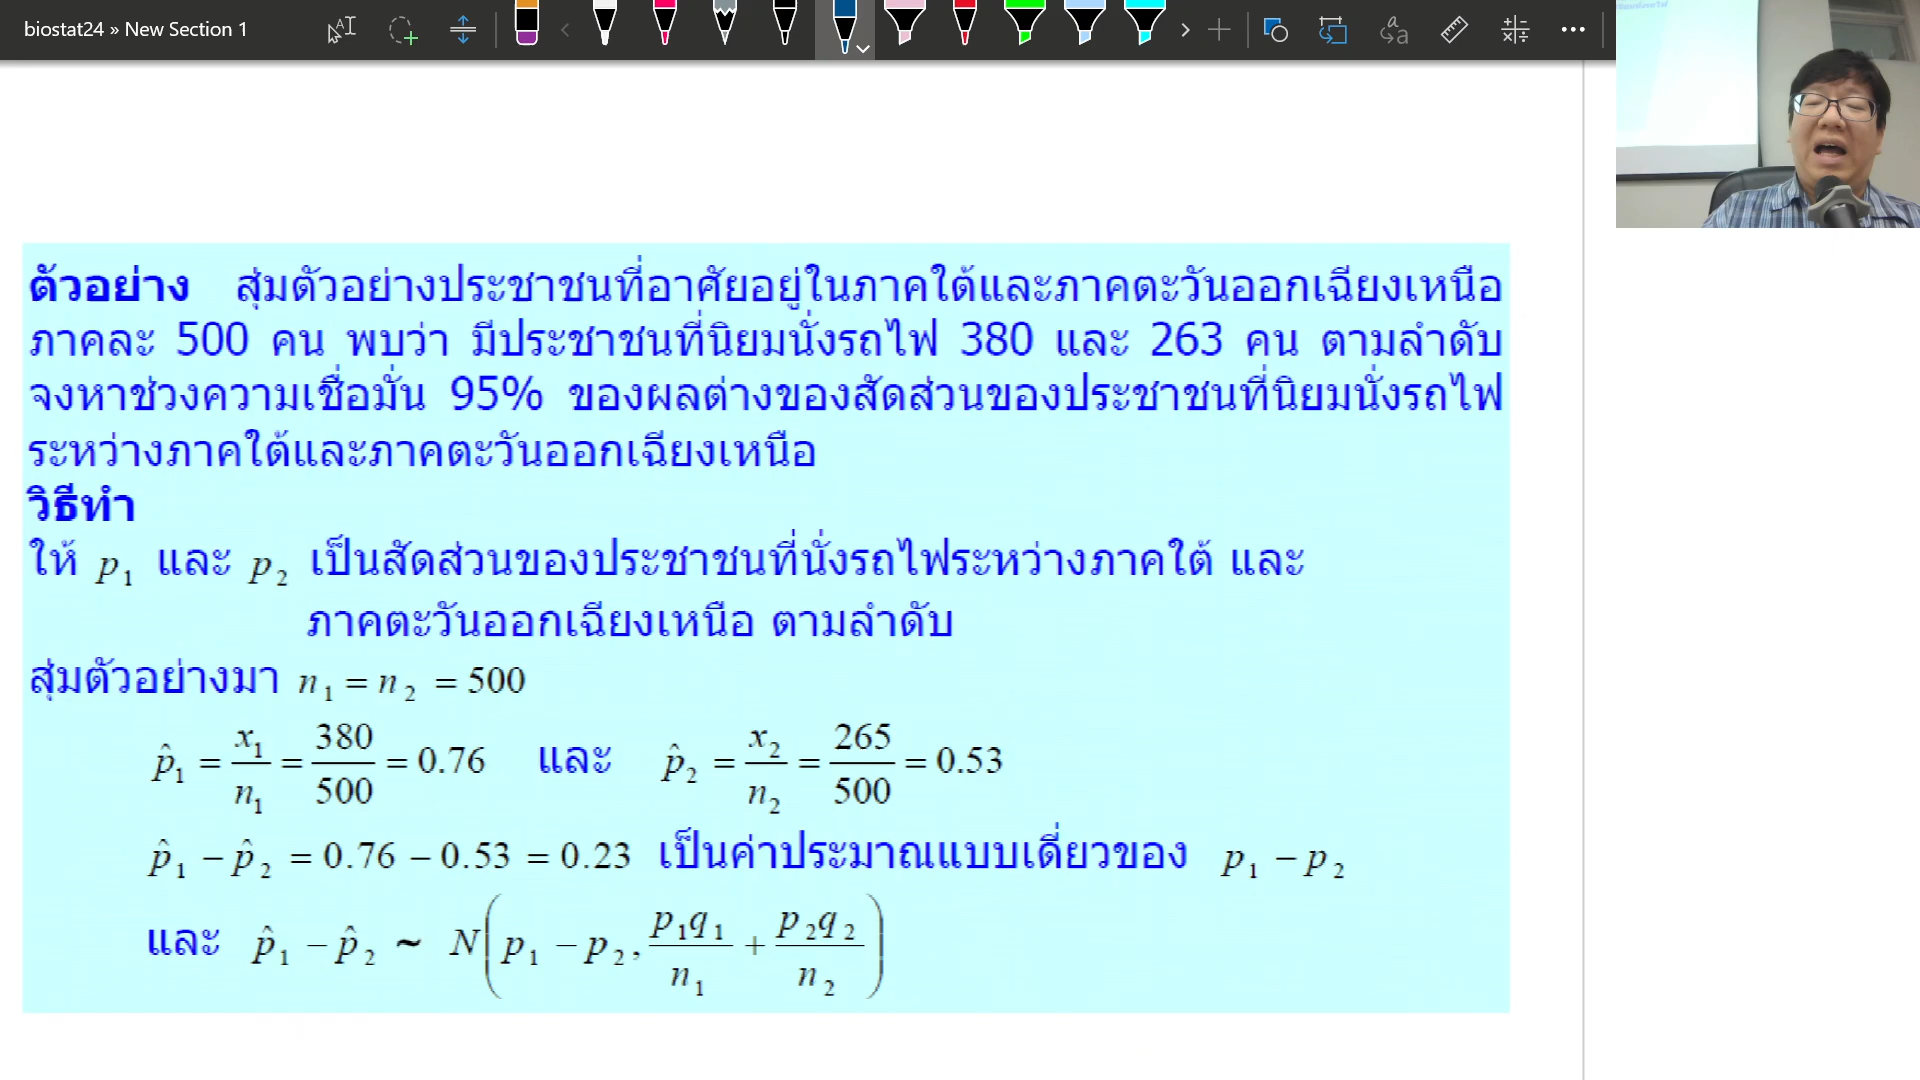 biostat24 » New Section 1
ตัวอย่าง สุ่มตัวอย่างประชาชนที่อาศัยอยู่ในภาคใต้และภาคตะวันออกเฉียงเหนือ
ภาคละ 500 คน พบว่า มีประชาชนที่นิยมนั่งรถไฟ 380 และ 263 คน ตามลำดับ
จงหาช่วงความเชื่อมั่น 95% ของผลต่างของสัดส่วนของประชาชนที่นิยมนั่งรถไฟ
ระหว่างภาคใต้และภาคตะวันออกเฉียงเหนือ
วิธีทำ
ให้ p₁ และ p₂ เป็นสัดส่วนของประชาชนที่นั่งรถไฟระหว่างภาคใต้ และ
ภาคตะวันออกเฉียงเหนือ ตามลำดับ
สุ่มตัวอย่างมา n₁ = n₂ = 500
p̂₁ = x₁/n₁ = 380/500 = 0.76 และ p̂₂ = x₂/n₂ = 265/500 = 0.53
p̂₁ − p̂₂ = 0.76 − 0.53 = 0.23 เป็นค่าประมาณแบบเดี่ยวของ p₁ − p₂
และ p̂₁ − p̂₂ ~ N(p₁ − p₂, p₁q₁/n₁ + p₂q₂/n₂)